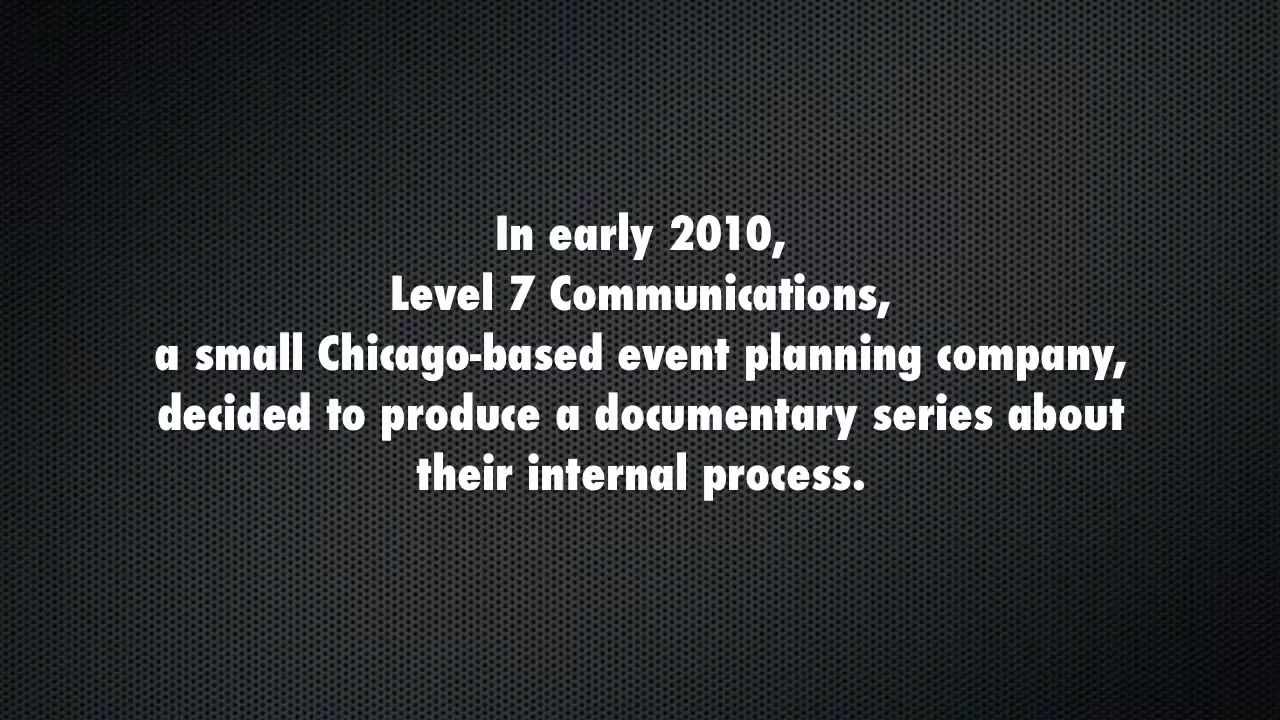 In early 2010,
Level 7 Communications,
a small Chicago-based event planning company,
decided to produce a documentary series about
their internal process.